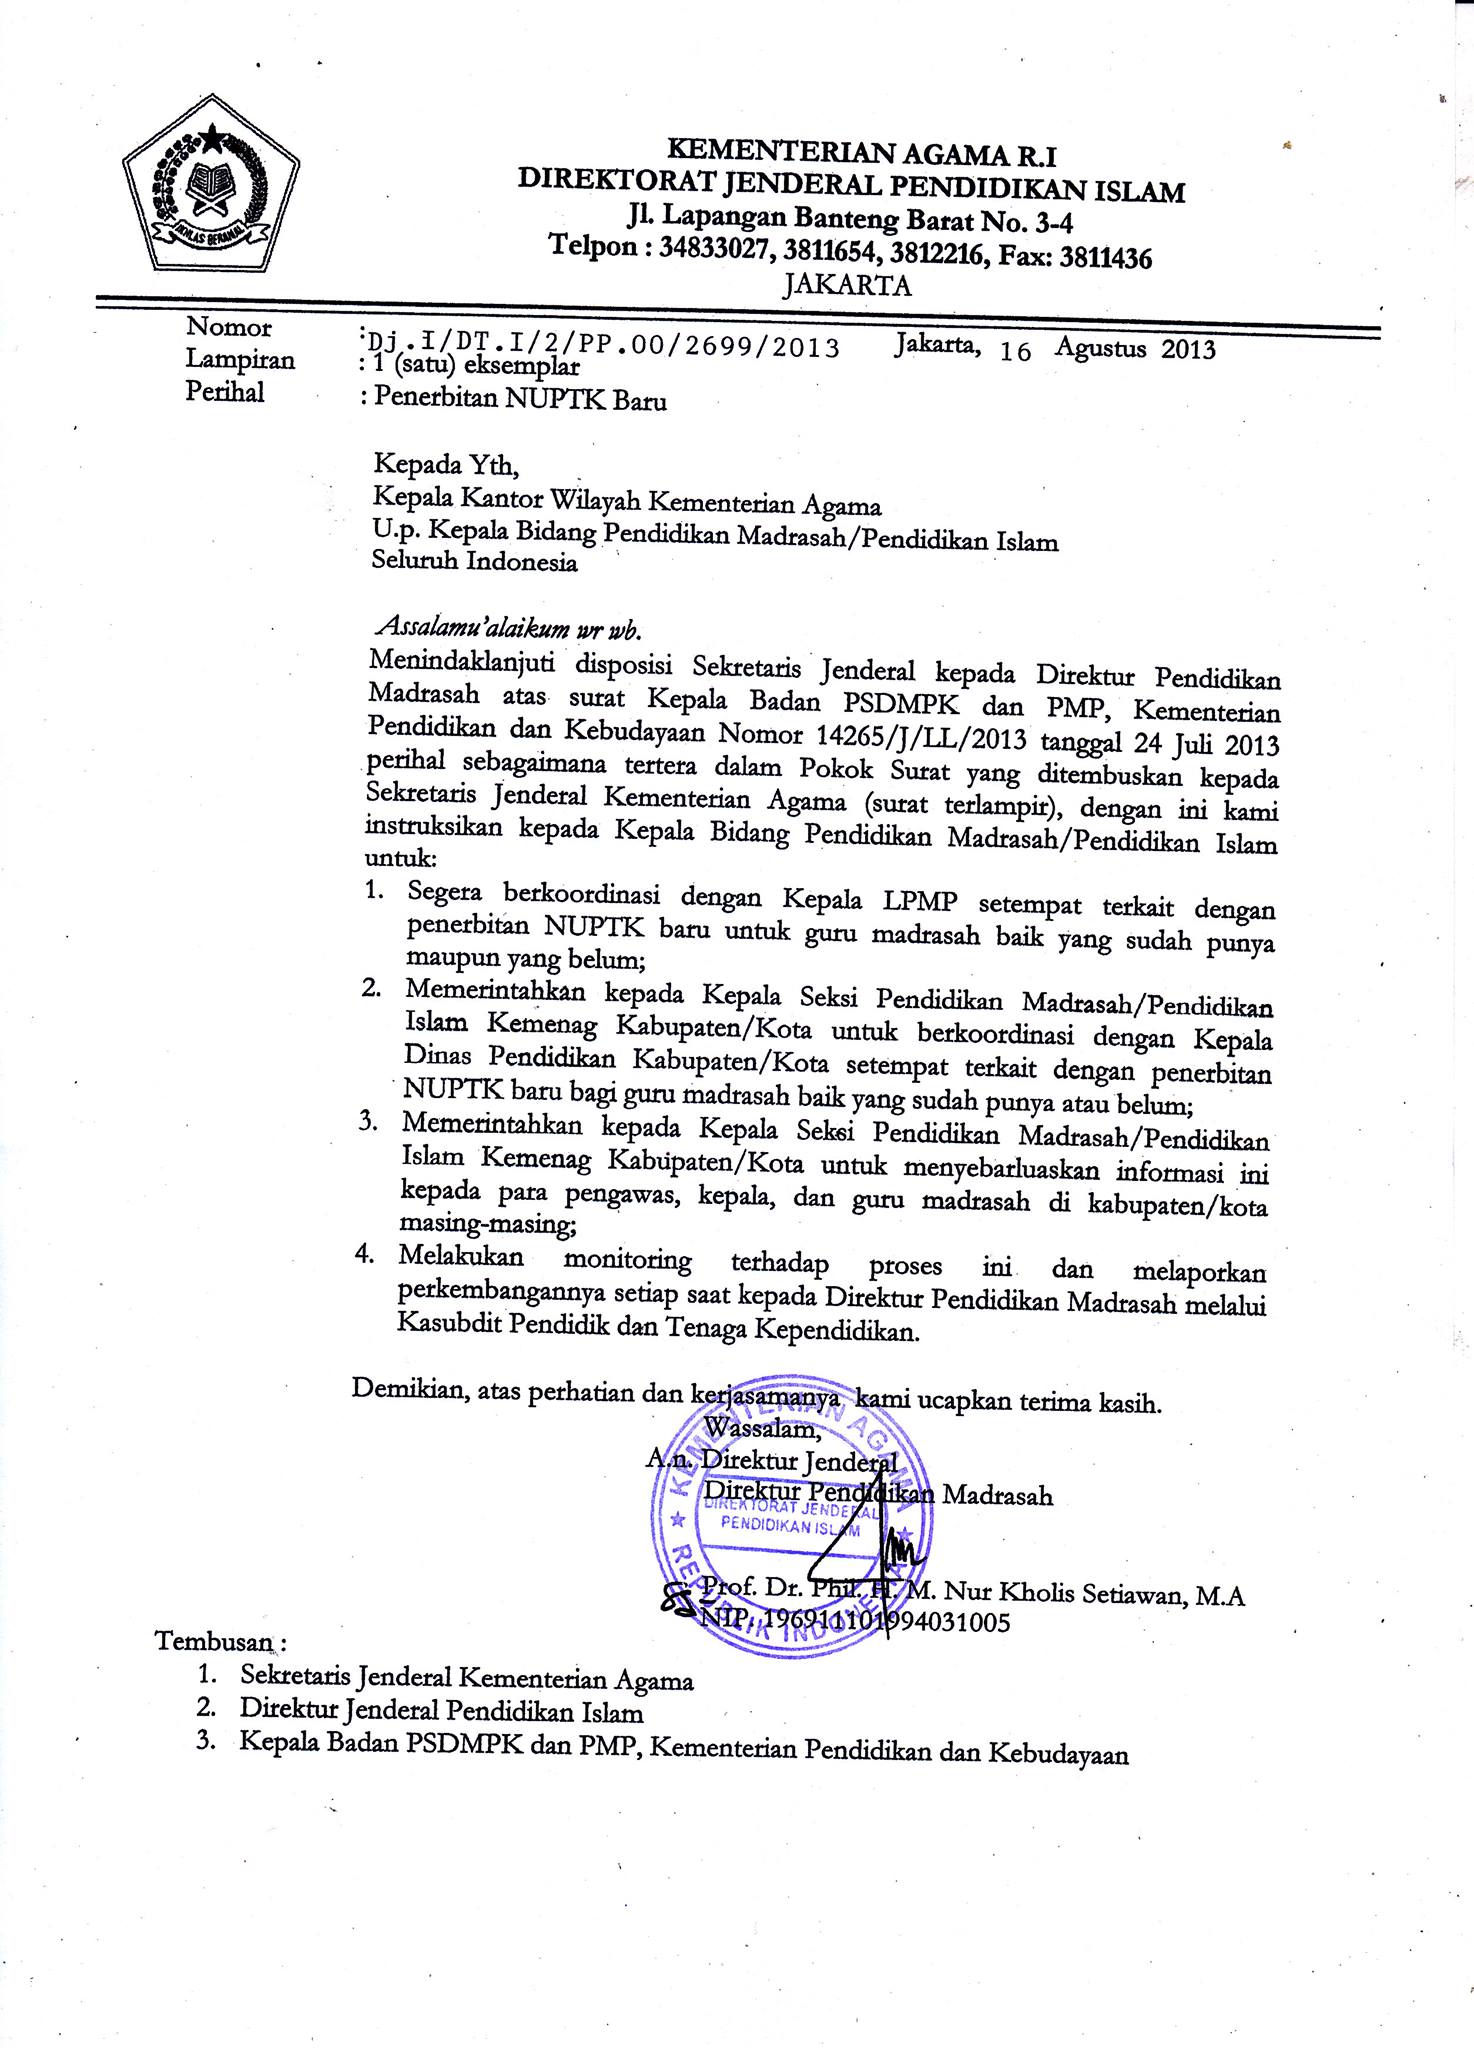 IKHLAS BERAMAL
KEMENTERIAN AGAMA R.I
DIREKTORAT JENDERAL PENDIDIKAN ISLAM
Jl. Lapangan Banteng Barat No. 3-4
Telpon : 34833027, 3811654, 3812216, Fax: 3811436
JAKARTA
Nomor : Dj.I/DT.I/2/PP.00/2699/2013 Jakarta, 16 Agustus 2013
Lampiran : 1 (satu) eksemplar
Perihal : Penerbitan NUPTK Baru
Kepada Yth,
Kepala Kantor Wilayah Kementerian Agama
U.p. Kepala Bidang Pendidikan Madrasah/Pendidikan Islam
Seluruh Indonesia
Assalamu'alaikum wr wb.
Menindaklanjuti disposisi Sekretaris Jenderal kepada Direktur Pendidikan
Madrasah atas surat Kepala Badan PSDMPK dan PMP, Kementerian
Pendidikan dan Kebudayaan Nomor 14265/J/LL/2013 tanggal 24 Juli 2013
perihal sebagaimana tertera dalam Pokok Surat yang ditembuskan kepada
Sekretaris Jenderal Kementerian Agama (surat terlampir), dengan ini kami
instruksikan kepada Kepala Bidang Pendidikan Madrasah/Pendidikan Islam
untuk:
1. Segera berkoordinasi dengan Kepala LPMP setempat terkait dengan
penerbitan NUPTK baru untuk guru madrasah baik yang sudah punya
maupun yang belum;
2. Memerintahkan kepada Kepala Seksi Pendidikan Madrasah/Pendidikan
Islam Kemenag Kabupaten/Kota untuk berkoordinasi dengan Kepala
Dinas Pendidikan Kabupaten/Kota setempat terkait dengan penerbitan
NUPTK baru bagi guru madrasah baik yang sudah punya atau belum;
3. Memerintahkan kepada Kepala Seksi Pendidikan Madrasah/Pendidikan
Islam Kemenag Kabupaten/Kota untuk menyebarluaskan informasi ini
kepada para pengawas, kepala, dan guru madrasah di kabupaten/kota
masing-masing;
4. Melakukan monitoring terhadap proses ini dan melaporkan
perkembangannya setiap saat kepada Direktur Pendidikan Madrasah melalui
Kasubdit Pendidik dan Tenaga Kependidikan.
Demikian, atas perhatian dan kerjasamanya kami ucapkan terima kasih.
Wassalam,
A.n. Direktur Jenderal
Direktur Pendidikan Madrasah
KEMENTERIAN AGAMA
DIREKTORAT JENDERAL
PENDIDIKAN ISLAM
REPUBLIK INDONESIA
Prof. Dr. Phil. H. M. Nur Kholis Setiawan, M.A
NIP. 196911101994031005
Tembusan :
1. Sekretaris Jenderal Kementerian Agama
2. Direktur Jenderal Pendidikan Islam
3. Kepala Badan PSDMPK dan PMP, Kementerian Pendidikan dan Kebudayaan